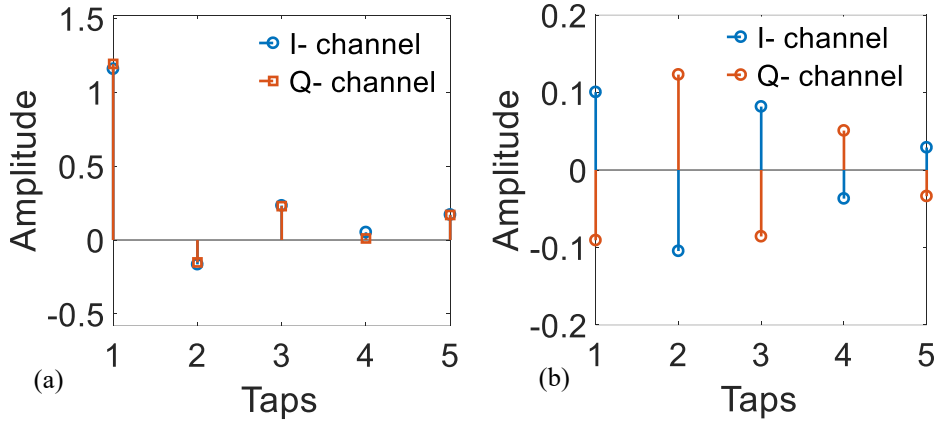 1.5
1
0.5
0
-0.5
Amplitude
I- channel
Q- channel
1 2 3 4 5
Taps
(a)
0.2
0.1
0
-0.1
-0.2
Amplitude
I- channel
Q- channel
1 2 3 4 5
Taps
(b)